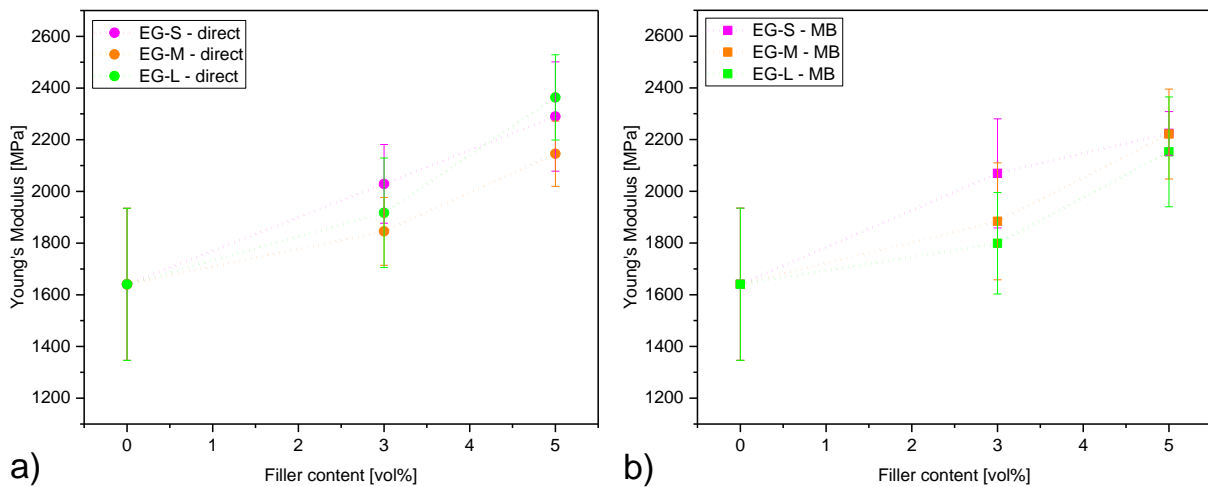 2600
2400
2200
2000
1800
1600
1400
1200
Young's Modulus [MPa]
EG-S - direct
EG-M - direct
EG-L - direct
0 1 2 3 4 5
Filler content [vol%]
a)
2600
2400
2200
2000
1800
1600
1400
1200
Young's Modulus [MPa]
EG-S - MB
EG-M - MB
EG-L - MB
0 1 2 3 4 5
Filler content [vol%]
b)